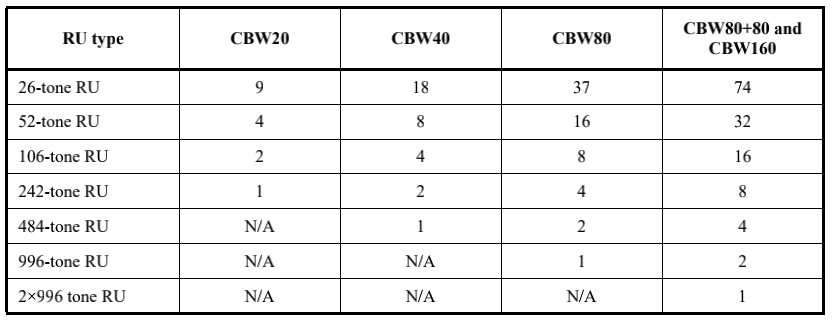 RU type CBW20 CBW40 CBW80 CBW80+80 and
CBW160
26-tone RU 9 18 37 74
52-tone RU 4 8 16 32
106-tone RU 2 4 8 16
242-tone RU 1 2 4 8
484-tone RU N/A 1 2 4
996-tone RU N/A N/A 1 2
2×996 tone RU N/A N/A N/A 1